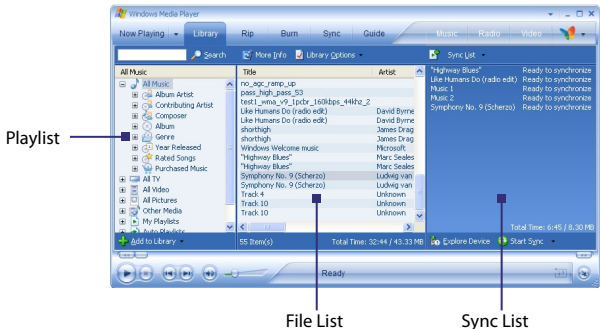 Windows Media Player
Now Playing Library Rip Burn Sync Guide Music Radio Video
Search More Info Library Options Sync List
All Music
All Music
Album Artist
Contributing Artist
Composer
Album
Genre
Year Released
Rated Songs
Purchased Music
All TV
All Video
All Pictures
Other Media
My Playlists
Auto Playlists
Add to Library
Title Artist
no_agc_ramp_up
pass_high_pass_53
test1_wma_v9_1pcbr_160kbps_44khz_2
Like Humans Do (radio edit) David Byrne
Like Humans Do (radio edit) David Byrne
shorthigh James Drag
shorthigh James Drag
Windows Welcome music Microsoft
"Highway Blues" Marc Seales
"Highway Blues" Marc Seales
Symphony No. 9 (Scherzo) Ludwig van
Symphony No. 9 (Scherzo) Ludwig van
Track 4 Unknown
Track 10 Unknown
Track 10 Unknown
55 Item(s) Total Time: 32:44 / 43.33 MB
"Highway Blues" Ready to synchronize
Like Humans Do (radio edit) Ready to synchronize
Music 1 Ready to synchronize
Music 2 Ready to synchronize
Symphony No. 9 (Scherzo) Ready to synchronize
Total Time: 6:45 / 8.30 MB
Explore Device Start Sync
Ready
Playlist
File List
Sync List